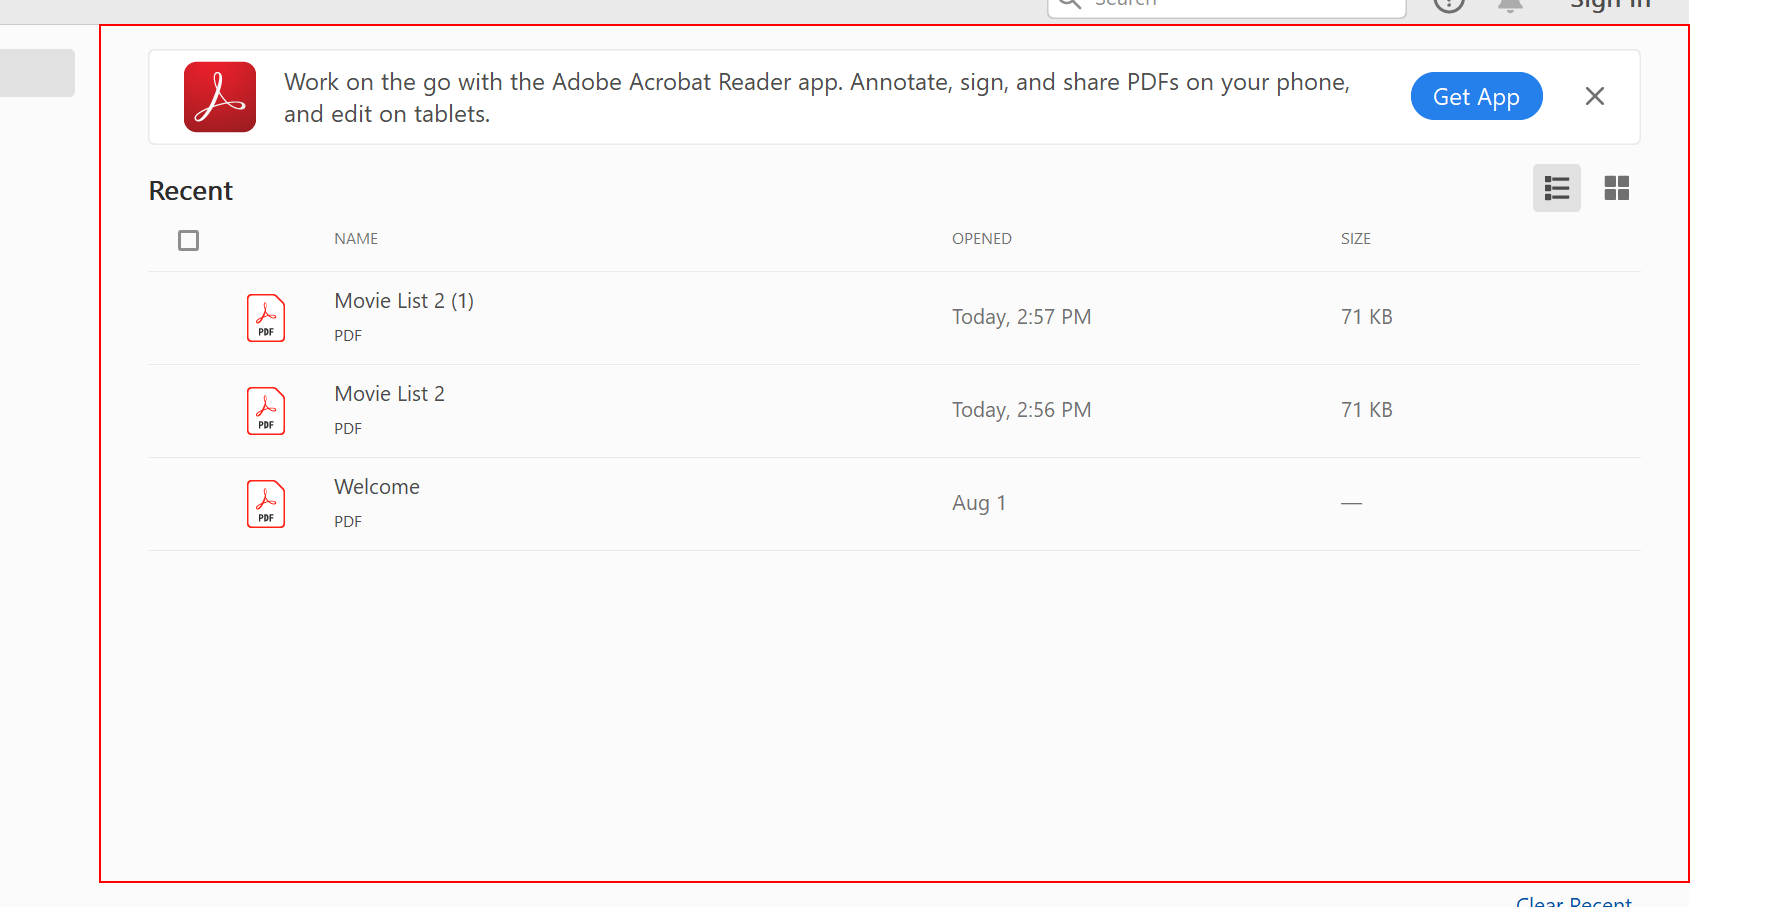 Search
Sign In
Work on the go with the Adobe Acrobat Reader app. Annotate, sign, and share PDFs on your phone,
and edit on tablets.
Get App
Recent
NAME OPENED SIZE
Movie List 2 (1)
PDF
Today, 2:57 PM
71 KB
PDF
Movie List 2
PDF
Today, 2:56 PM
71 KB
PDF
Welcome
PDF
Aug 1
—
PDF
Clear Recent